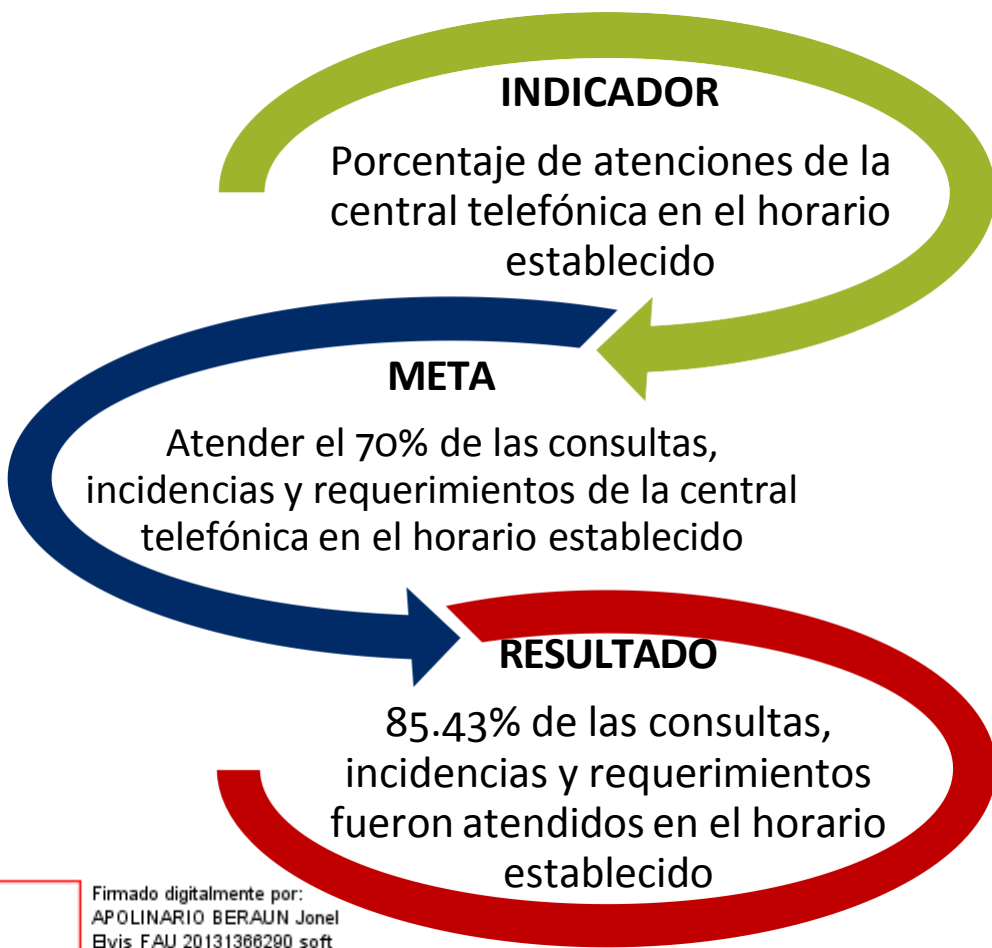 INDICADOR
Porcentaje de atenciones de la
central telefónica en el horario
establecido
META
Atender el 70% de las consultas,
incidencias y requerimientos de la central
telefónica en el horario establecido
RESULTADO
85.43% de las consultas,
incidencias y requerimientos
fueron atendidos en el horario
establecido
Firmado digitalmente por:
APOLINARIO BERAUN Jonel
Elvis FAU 20131366290 soft